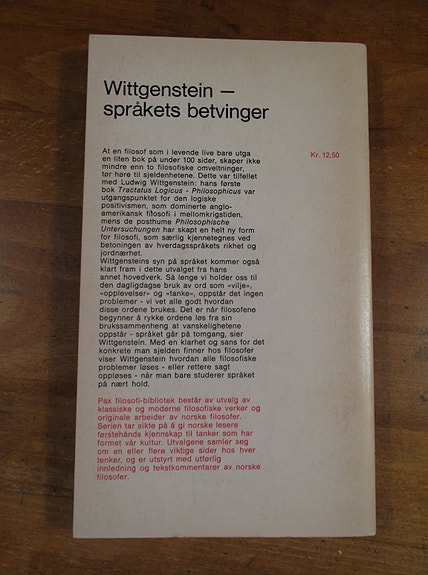 Wittgenstein –
språkets betvinger
Kr. 12,50
At en filosof som i levende live bare utga
en liten bok på under 100 sider, skaper ikke
mindre enn to filosofiske omveltninger,
tør høre til sjeldenhetene. Dette var tilfellet
med Ludwig Wittgenstein: hans første
bok Tractatus Logicus - Philosophicus var
utgangspunktet for den logiske
positivismen, som dominerte anglo-
amerikansk filosofi i mellomkrigstiden,
mens de posthume Philosophische
Untersuchungen har skapt en helt ny form
for filosofi, som særlig kjennetegnes ved
betoningen av hverdagsspråkets rikhet og
jordnærhet.
Wittgensteins syn på språket kommer også
klart fram i dette utvalget fra hans
annet hovedverk. Så lenge vi holder oss til
den dagligdagse bruk av ord som «vilje»,
«opplevelser» og «tanke», oppstår det ingen
problemer - vi vet alle godt hvordan
disse ordene brukes. Det er når filosofene
begynner å rykke ordene løs fra sin
brukssammenheng at vanskelighetene
oppstår - språket går på tomgang, sier
Wittgenstein. Med en klarhet og sans for det
konkrete man sjelden finner hos filosofer
viser Wittgenstein hvordan alle filosofiske
problemer løses - eller rettere sagt
oppløses - når man bare studerer språket
på nært hold.
Pax filosofi-bibliotek består av utvalg av
klassiske og moderne filosofiske verker og
originale arbeider av norske filosofer.
Serien tar sikte på å gi norske lesere
førstehånds kjennskap til tanker som har
formet vår kultur. Utvalgene samler seg
om en eller flere viktige sider hos hver
tenker, og er utstyrt med utførlig
innledning og tekstkommentarer av norske
filosofer.